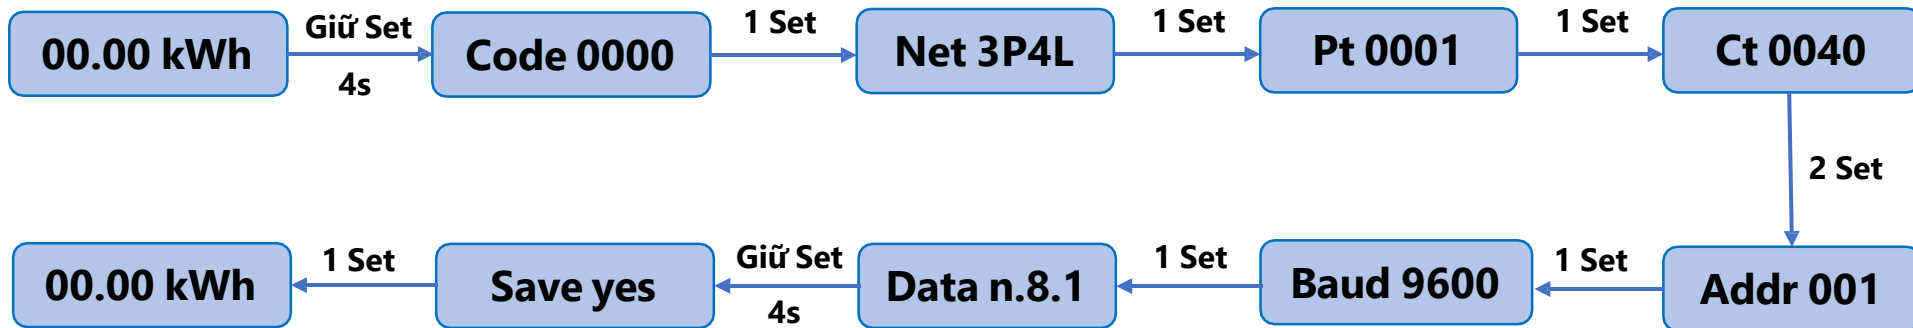 00.00 kWh
Giữ Set
4s
Code 0000
1 Set
Net 3P4L
1 Set
Pt 0001
1 Set
Ct 0040
2 Set
Addr 001
1 Set
Baud 9600
1 Set
Data n.8.1
Giữ Set
4s
Save yes
1 Set
00.00 kWh